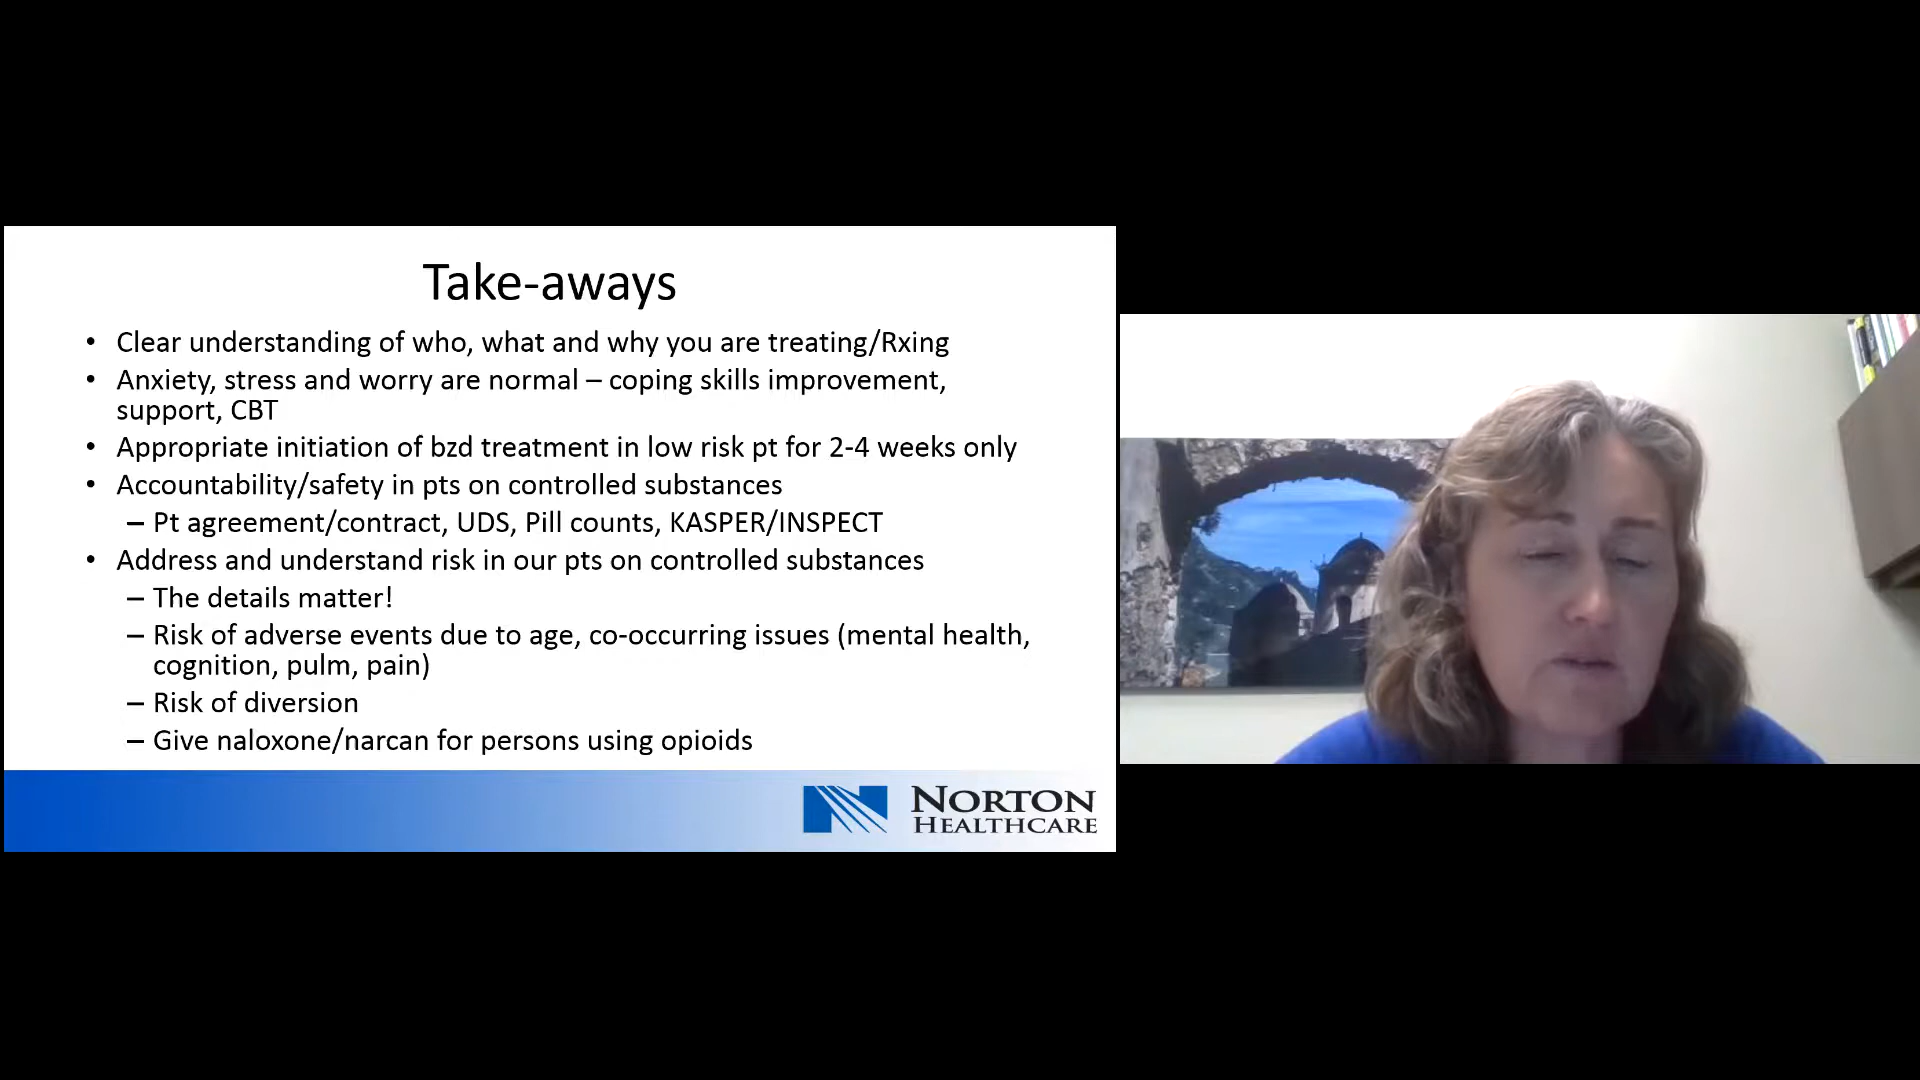 Take-aways
• Clear understanding of who, what and why you are treating/Rxing
• Anxiety, stress and worry are normal – coping skills improvement,
support, CBT
• Appropriate initiation of bzd treatment in low risk pt for 2-4 weeks only
• Accountability/safety in pts on controlled substances
– Pt agreement/contract, UDS, Pill counts, KASPER/INSPECT
• Address and understand risk in our pts on controlled substances
– The details matter!
– Risk of adverse events due to age, co-occurring issues (mental health,
cognition, pulm, pain)
– Risk of diversion
– Give naloxone/narcan for persons using opioids
NORTON
HEALTHCARE